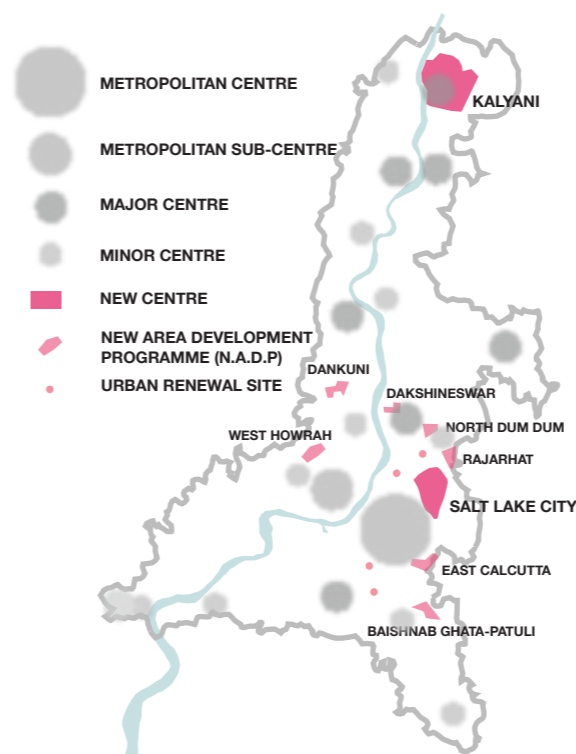 METROPOLITAN CENTRE
METROPOLITAN SUB-CENTRE
MAJOR CENTRE
MINOR CENTRE
NEW CENTRE
NEW AREA DEVELOPMENT
PROGRAMME (N.A.D.P)
URBAN RENEWAL SITE
KALYANI
DANKUNI
DAKSHINESWAR
WEST HOWRAH
NORTH DUM DUM
RAJARHAT
SALT LAKE CITY
EAST CALCUTTA
BAISHNAB GHATA-PATULI